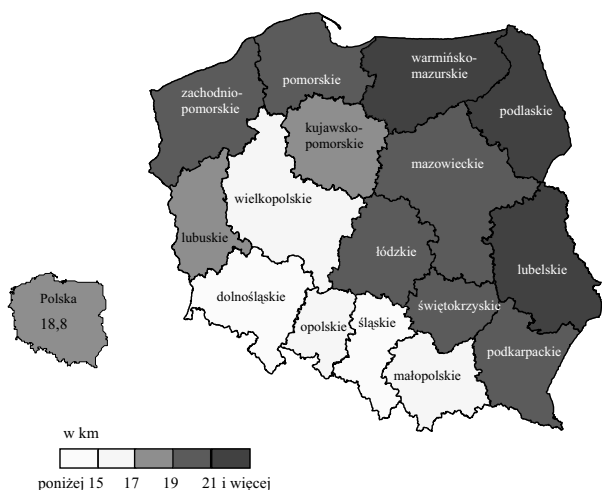 warmińsko-
mazurskie
pomorskie
zachodnio-
pomorskie
podlaskie
kujawsko-
pomorskie
mazowieckie
wielkopolskie
lubuskie
łódzkie
lubelskie
dolnośląskie
Polska
18,8
opolskie
śląskie
świętokrzyskie
podkarpackie
małopolskie
w km
poniżej 15 17 19 21 i więcej